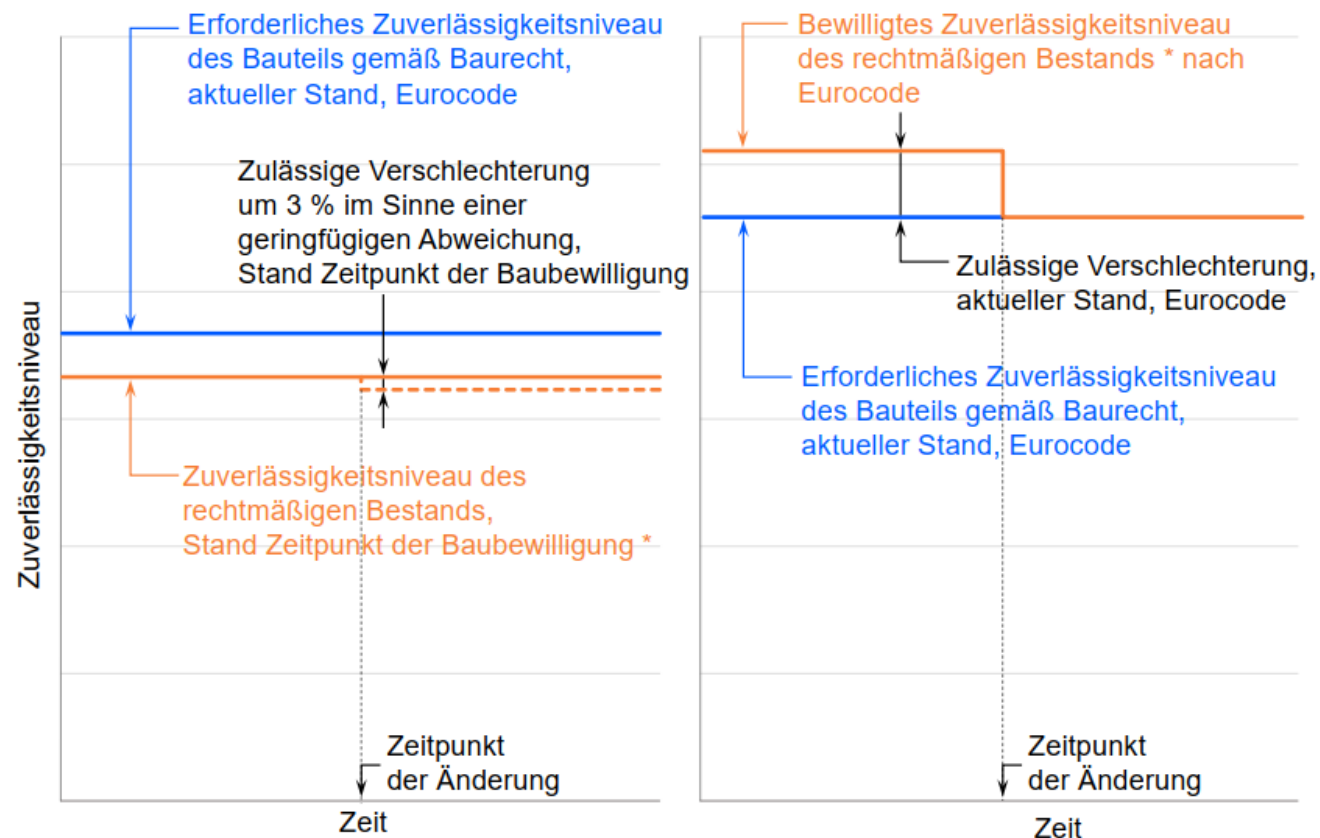 Erforderliches Zuverlässigkeitsniveau
des Bauteils gemäß Baurecht,
aktueller Stand, Eurocode
Zulässige Verschlechterung
um 3 % im Sinne einer
geringfügigen Abweichung,
Stand Zeitpunkt der Baubewilligung
Zuverlässigkeitsniveau
Zuverlässigkeitsniveau des
rechtmäßigen Bestands,
Stand Zeitpunkt der Baubewilligung *
Zeitpunkt
der Änderung
Zeit
Bewilligtes Zuverlässigkeitsniveau
des rechtmäßigen Bestands * nach
Eurocode
Zulässige Verschlechterung,
aktueller Stand, Eurocode
Erforderliches Zuverlässigkeitsniveau
des Bauteils gemäß Baurecht,
aktueller Stand, Eurocode
Zeitpunkt
der Änderung
Zeit